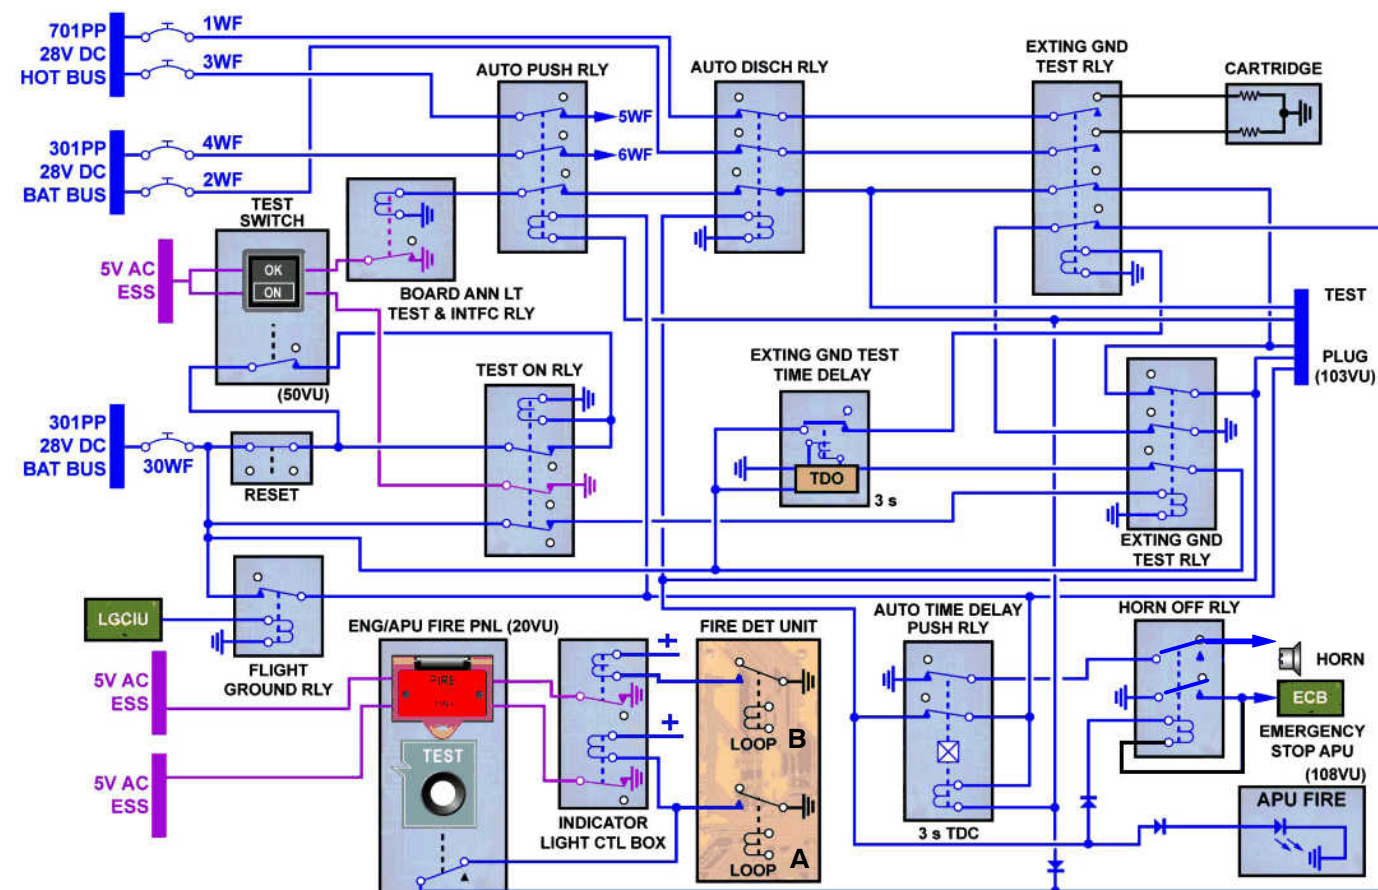 701PP
28V DC
HOT BUS
1WF
3WF
301PP
28V DC
BAT BUS
4WF
2WF
AUTO PUSH RLY
5WF
6WF
AUTO DISCH RLY
EXTING GND
TEST RLY
CARTRIDGE
TEST
SWITCH
OK
ON
(50VU)
5V AC
ESS
BOARD ANN LT
TEST & INTFC RLY
TEST
PLUG
(103VU)
TEST ON RLY
EXTING GND TEST
TIME DELAY
TDO
3 s
301PP
28V DC
BAT BUS
30WF
RESET
EXTING GND
TEST RLY
LGCIU
FLIGHT
GROUND RLY
5V AC
ESS
5V AC
ESS
ENG/APU FIRE PNL (20VU)
FIRE
TEST
INDICATOR
LIGHT CTL BOX
FIRE DET UNIT
LOOP B
LOOP A
AUTO TIME DELAY
PUSH RLY
3 s TDC
HORN OFF RLY
HORN
ECB
EMERGENCY
STOP APU
(108VU)
APU FIRE